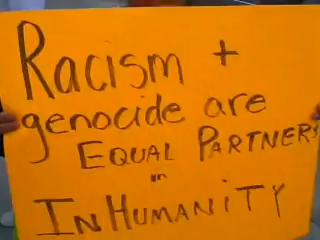 Racism +
genocide are
EQUAL PARTNERS
in
INHUMANITY